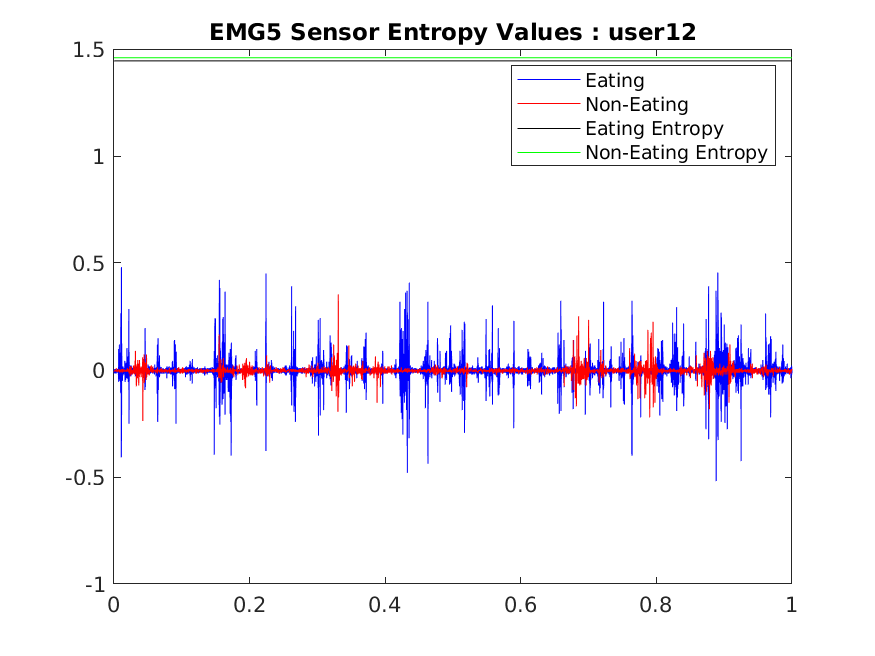 EMG5 Sensor Entropy Values : user12
1.5
1
0.5
0
-0.5
-1
Eating
Non-Eating
Eating Entropy
Non-Eating Entropy
0 0.2 0.4 0.6 0.8 1